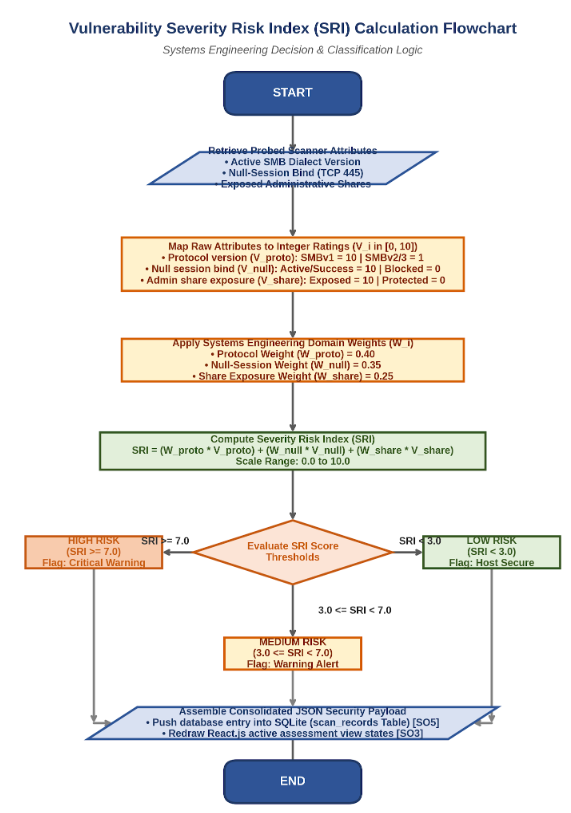 Vulnerability Severity Risk Index (SRI) Calculation Flowchart
Systems Engineering Decision & Classification Logic
START
Retrieve Probed Scanner Attributes
• Active SMB Dialect Version
• Null-Session Bind (TCP 445)
• Exposed Administrative Shares
Map Raw Attributes to Integer Ratings (V_i in [0, 10])
• Protocol version (V_proto): SMBv1 = 10 | SMBv2/3 = 1
• Null session bind (V_null): Active/Success = 10 | Blocked = 0
• Admin share exposure (V_share): Exposed = 10 | Protected = 0
Apply Systems Engineering Domain Weights (W_i)
• Protocol Weight (W_proto) = 0.40
• Null-Session Weight (W_null) = 0.35
• Share Exposure Weight (W_share) = 0.25
Compute Severity Risk Index (SRI)
SRI = (W_proto * V_proto) + (W_null * V_null) + (W_share * V_share)
Scale Range: 0.0 to 10.0
Evaluate SRI Score
Thresholds
SRI >= 7.0
HIGH RISK
(SRI >= 7.0)
Flag: Critical Warning
SRI < 3.0
LOW RISK
(SRI < 3.0)
Flag: Host Secure
3.0 <= SRI < 7.0
MEDIUM RISK
(3.0 <= SRI < 7.0)
Flag: Warning Alert
Assemble Consolidated JSON Security Payload
• Push database entry into SQLite (scan_records Table) [SO5]
• Redraw React.js active assessment view states [SO3]
END